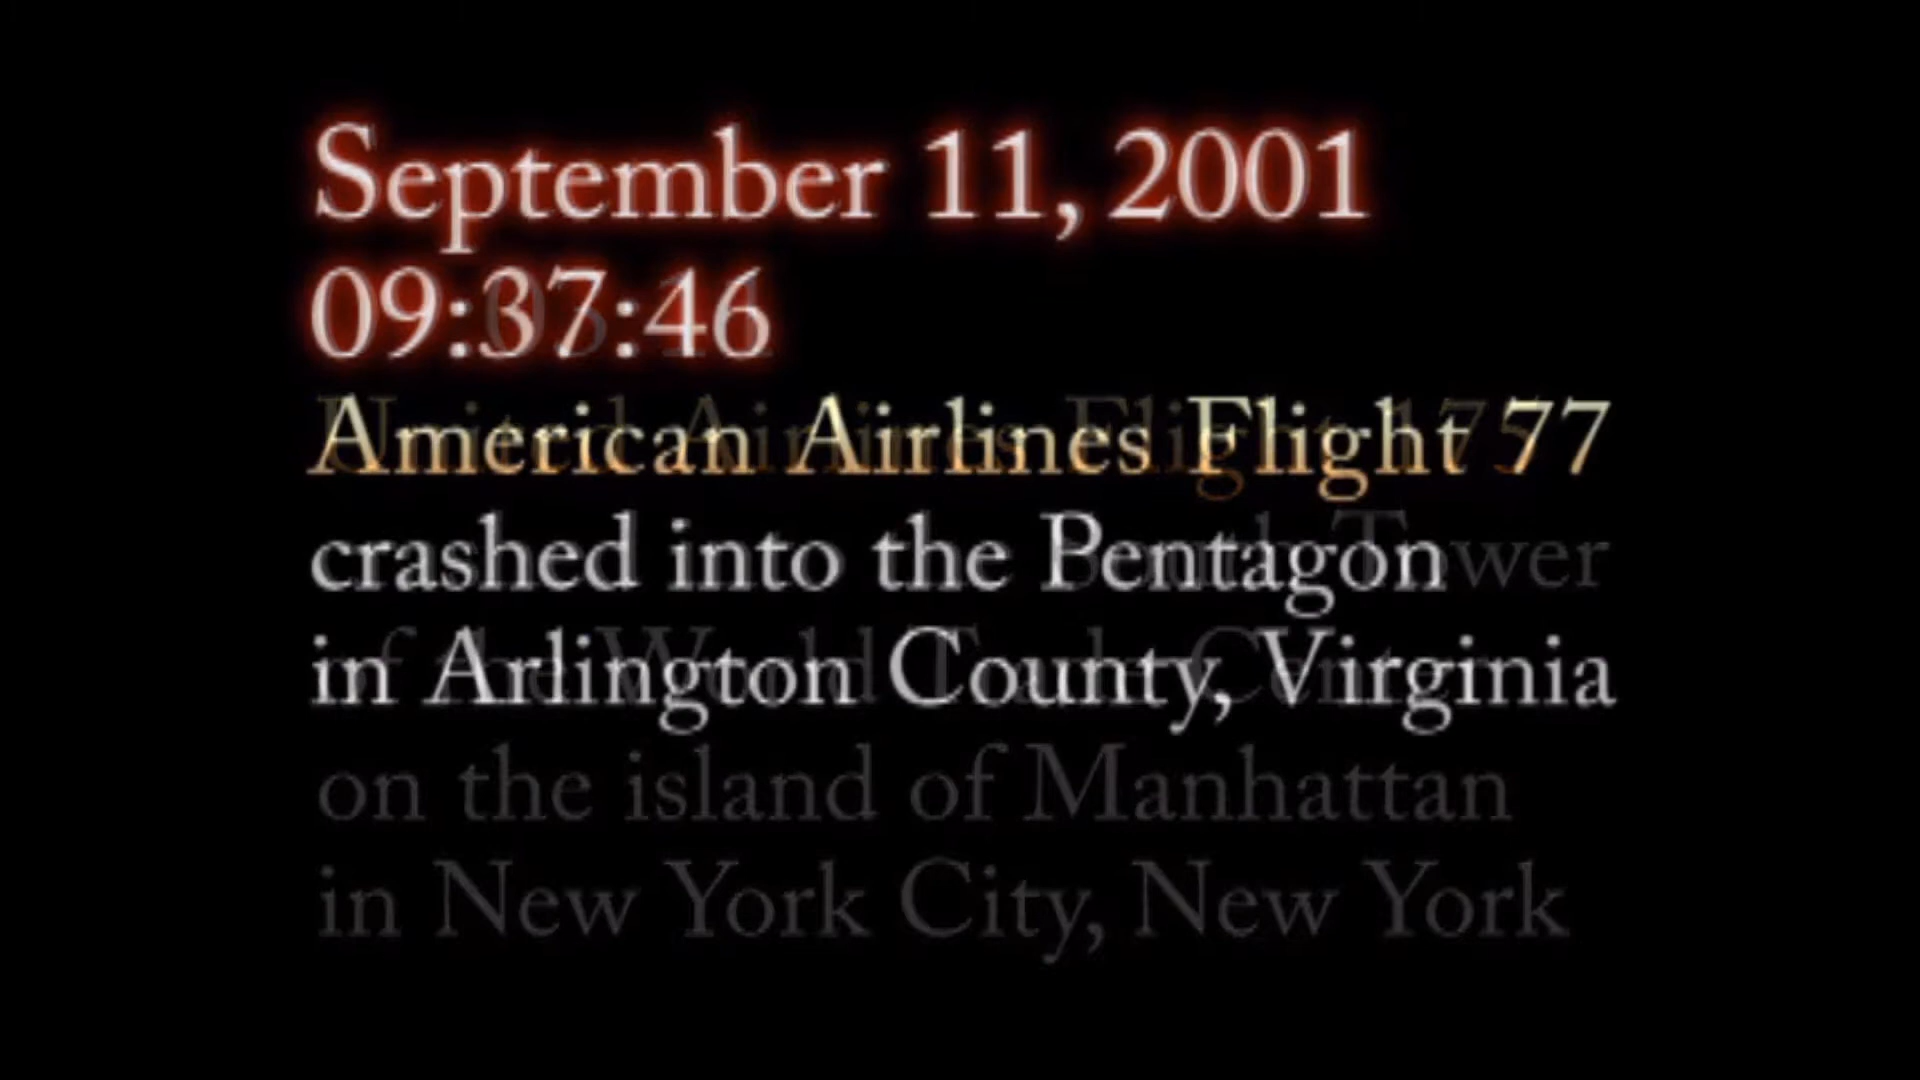 September 11, 2001
09:37:46
American Airlines Flight 77
crashed into the Pentagon
in Arlington County, Virginia
on the island of Manhattan
in New York City, New York